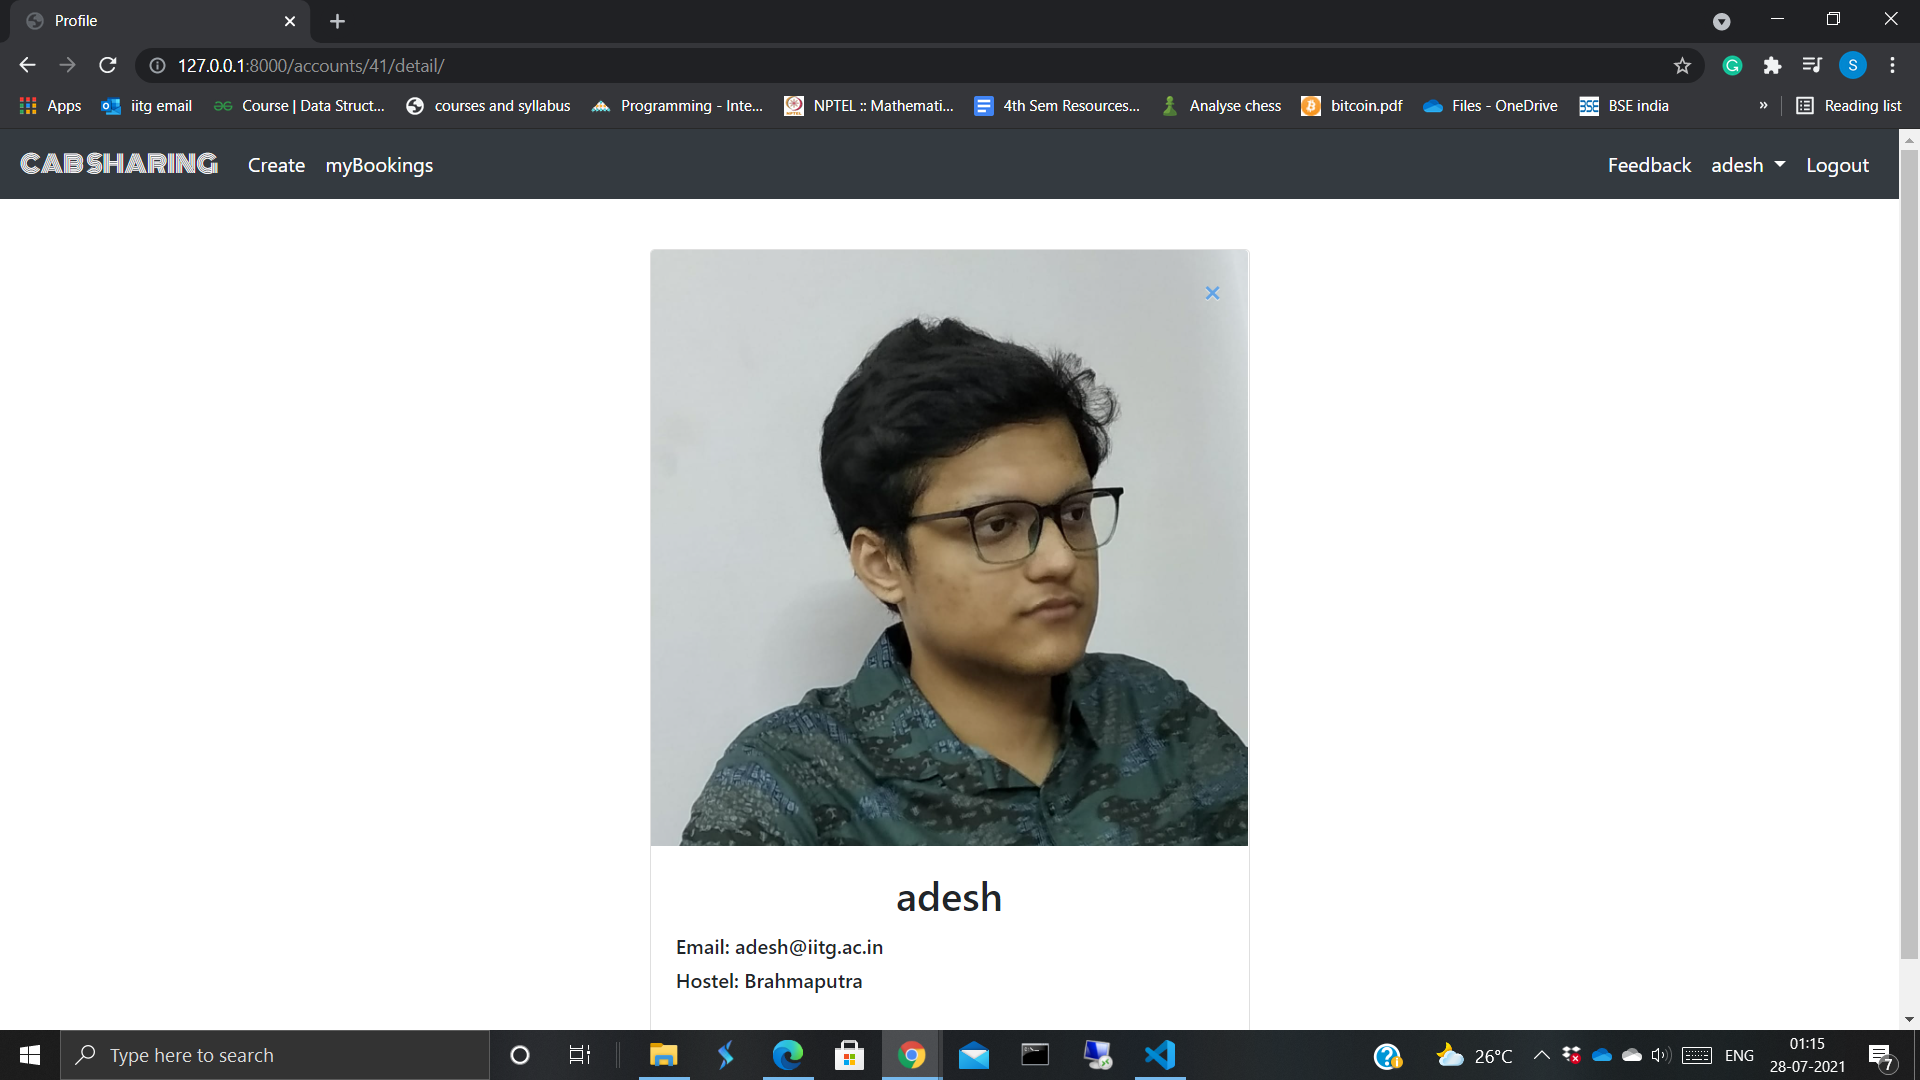 Profile
127.0.0.1:8000/accounts/41/detail/
S
Apps
iitg email
Course | Data Struct...
courses and syllabus
Programming - Inte...
NPTEL :: Mathemati...
4th Sem Resources...
Analyse chess
bitcoin.pdf
Files - OneDrive
BSE india
»
Reading list
CABSHARING
Create
myBookings
Feedback
adesh
Logout
adesh
Email: adesh@iitg.ac.in
Hostel: Brahmaputra
Type here to search
26°C
ENG
01:15
28-07-2021
7